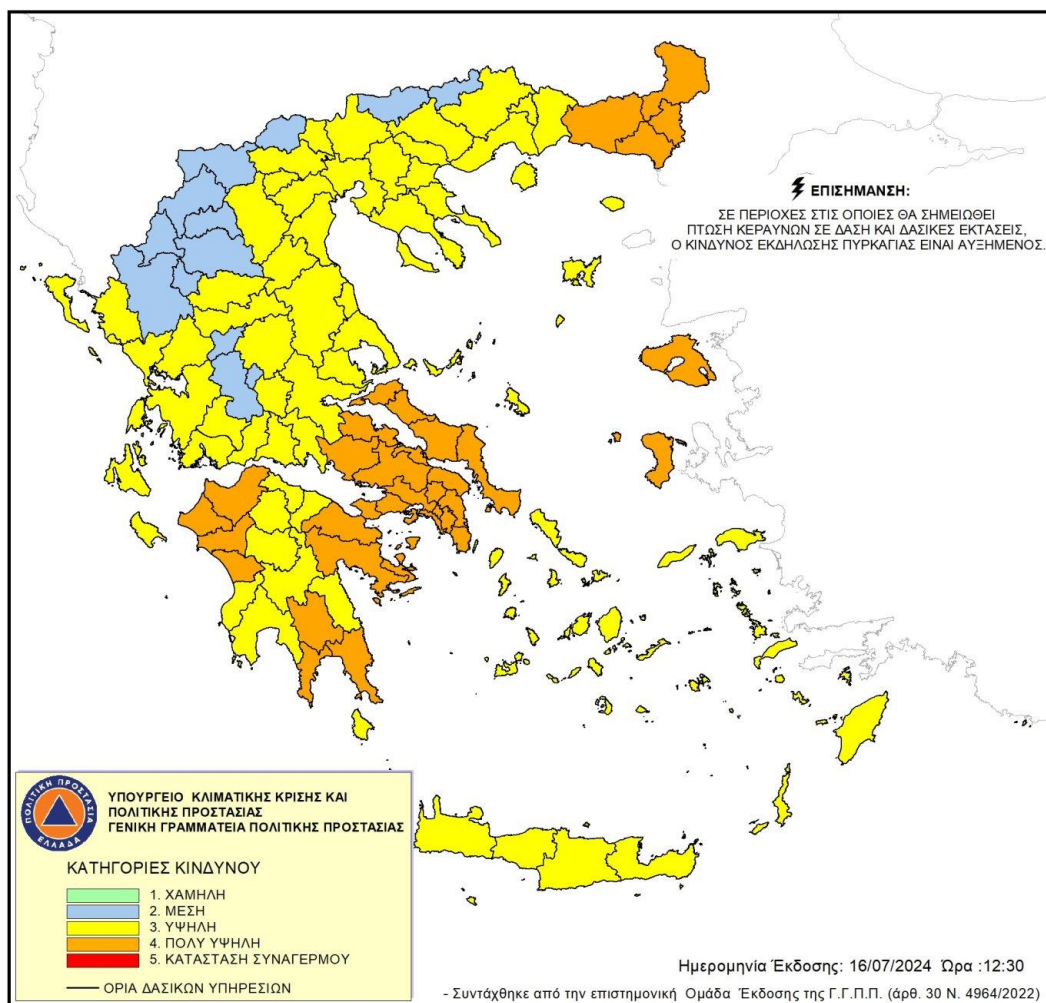 ΕΠΙΣΗΜΑΝΣΗ:
ΣΕ ΠΕΡΙΟΧΕΣ ΣΤΙΣ ΟΠΟΙΕΣ ΘΑ ΣΗΜΕΙΩΘΕΙ
ΠΤΩΣΗ ΚΕΡΑΥΝΩΝ ΣΕ ΔΑΣΗ ΚΑΙ ΔΑΣΙΚΕΣ ΕΚΤΑΣΕΙΣ,
Ο ΚΙΝΔΥΝΟΣ ΕΚΔΗΛΩΣΗΣ ΠΥΡΚΑΓΙΑΣ ΕΙΝΑΙ ΑΥΞΗΜΕΝΟΣ.
ΠΟΛΙΤΙΚΗ ΠΡΟΣΤΑΣΙΑ
ΕΛΛΑΔΑ
ΥΠΟΥΡΓΕΙΟ ΚΛΙΜΑΤΙΚΗΣ ΚΡΙΣΗΣ ΚΑΙ
ΠΟΛΙΤΙΚΗΣ ΠΡΟΣΤΑΣΙΑΣ
ΓΕΝΙΚΗ ΓΡΑΜΜΑΤΕΙΑ ΠΟΛΙΤΙΚΗΣ ΠΡΟΣΤΑΣΙΑΣ
ΚΑΤΗΓΟΡΙΕΣ ΚΙΝΔΥΝΟΥ
1. ΧΑΜΗΛΗ
2. ΜΕΣΗ
3. ΥΨΗΛΗ
4. ΠΟΛΥ ΥΨΗΛΗ
5. ΚΑΤΑΣΤΑΣΗ ΣΥΝΑΓΕΡΜΟΥ
ΟΡΙΑ ΔΑΣΙΚΩΝ ΥΠΗΡΕΣΙΩΝ
Ημερομηνία Έκδοσης: 16/07/2024 Ώρα :12:30
- Συντάχθηκε από την επιστημονική Ομάδα Έκδοσης της Γ.Γ.Π.Π. (άρθ. 30 Ν. 4964/2022)